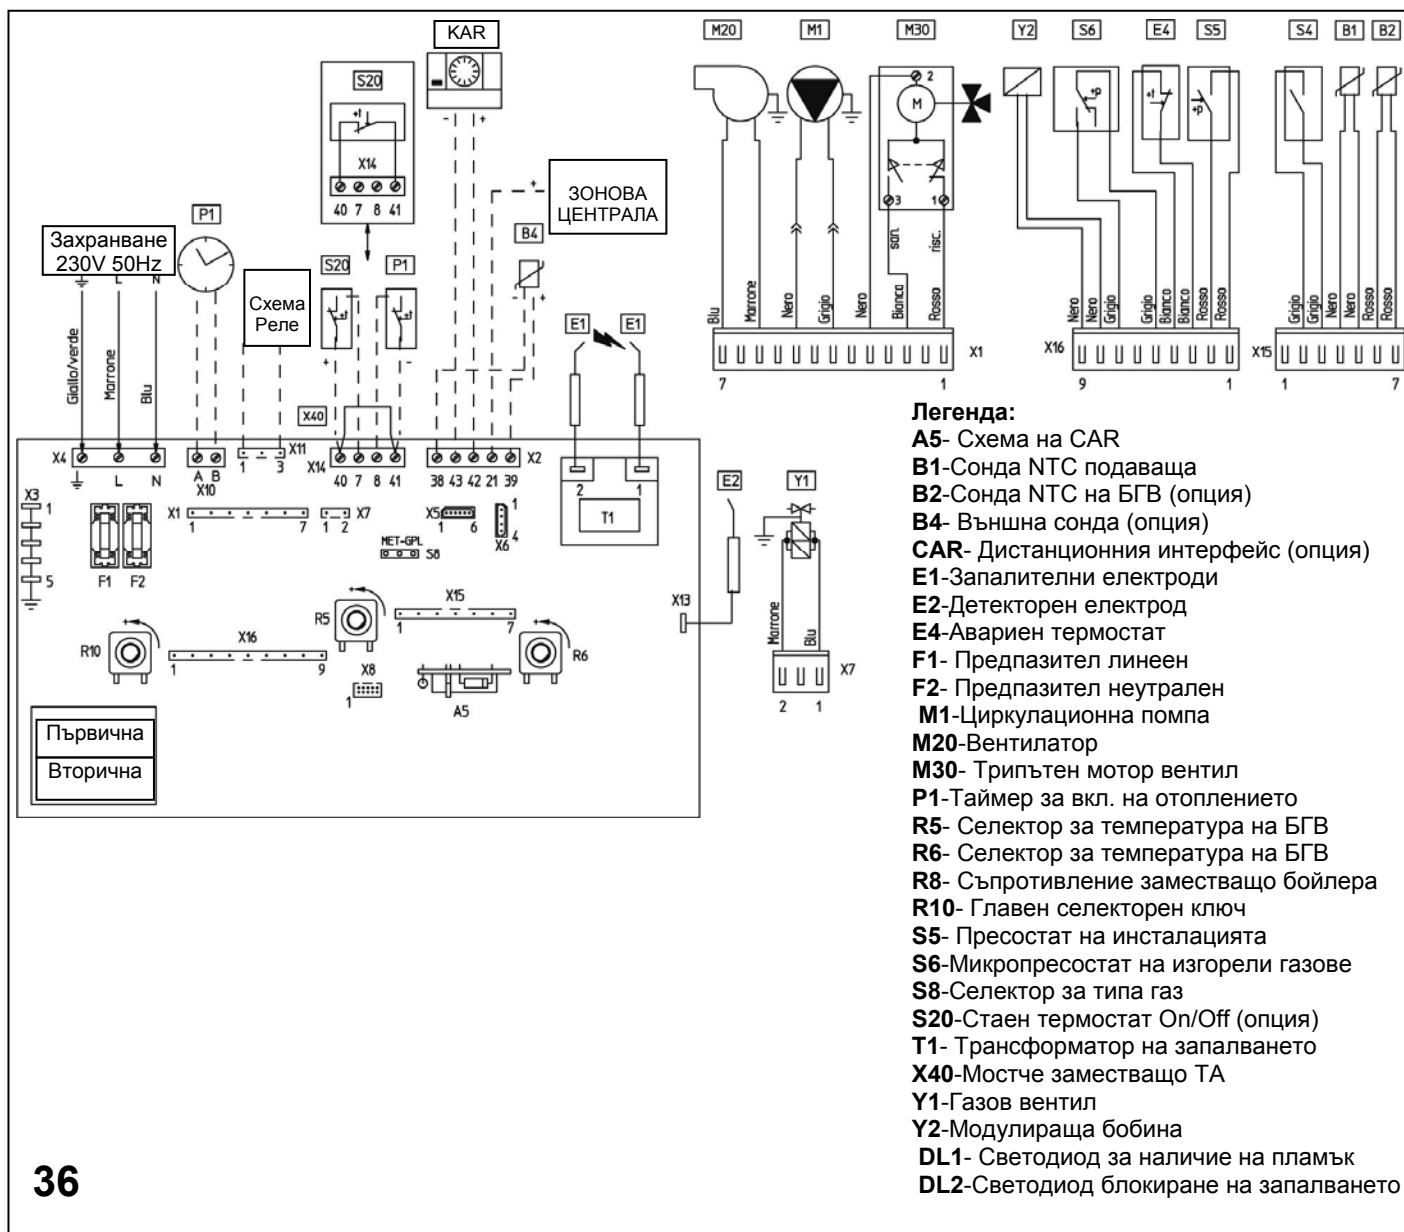 KAR
M20 M1 M30 Y2 S6 E4 S5 S4 B1 B2
S20
+t
X14
40 7 8 41
- +
2
M
3 1
san. risc.
+p
+t
+p
ЗОНОВА
ЦЕНТРАЛА
+
P1
B4
- +
Захранване
230V 50Hz
L N
Схема
Реле
S20 P1
+t +t
+ -
E1 E1
Giallo/verde
Marrone
Blu
X40
Blu Marrone Nero Grigio Nero Bianco Rosso
X1
7 1
Nero Nero Grigio Grigio Bianco Bianco Rosso Rosso
X16
9 1
Grigio Grigio Nero Nero Rosso Rosso
X15
1 7
X4
L N
A B
X10
X11
1 3
X14
40 7 8 41
X2
38 43 42 21 39
2 1
T1
X3
1
5
X1
1 7
X7
1 2
X5
1 6
X6
1
4
MET-GPL
S8
F1 F2
E2
Y1
X13
Marrone
Blu
X7
2 1
R10
+
X16
1 9
R5
+
X15
1 7
R6
+
X8
1
A5
Първична
Вторична
Легенда:
A5- Схема на CAR
B1-Сонда NTC подаваща
B2-Сонда NTC на БГВ (опция)
B4- Външна сонда (опция)
CAR- Дистанционния интерфейс (опция)
E1-Запалителни електроди
E2-Детекторен електрод
E4-Авариен термостат
F1- Предпазител линеен
F2- Предпазител неутрален
M1-Циркулационна помпа
M20-Вентилатор
M30- Трипътен мотор вентил
P1-Таймер за вкл. на отоплението
R5- Селектор за температура на БГВ
R6- Селектор за температура на БГВ
R8- Съпротивление заместващо бойлера
R10- Главен селекторен ключ
S5- Пресостат на инсталацията
S6-Микропресостат на изгорели газове
S8-Селектор за типа газ
S20-Стаен термостат On/Off (опция)
T1- Трансформатор на запалването
X40-Мостче заместващо ТА
Y1-Газов вентил
Y2-Модулираща бобина
DL1- Светодиод за наличие на пламък
DL2-Светодиод блокиране на запалването
36